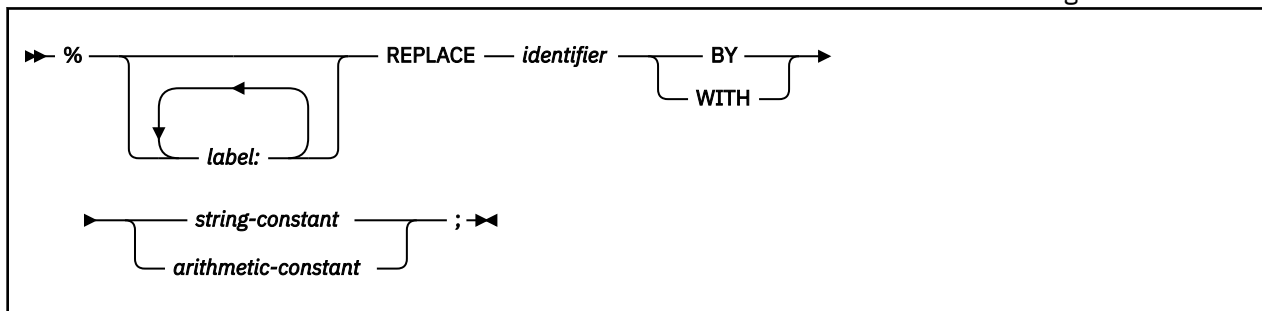 % REPLACE identifier BY
WITH
label:
string-constant ;
arithmetic-constant